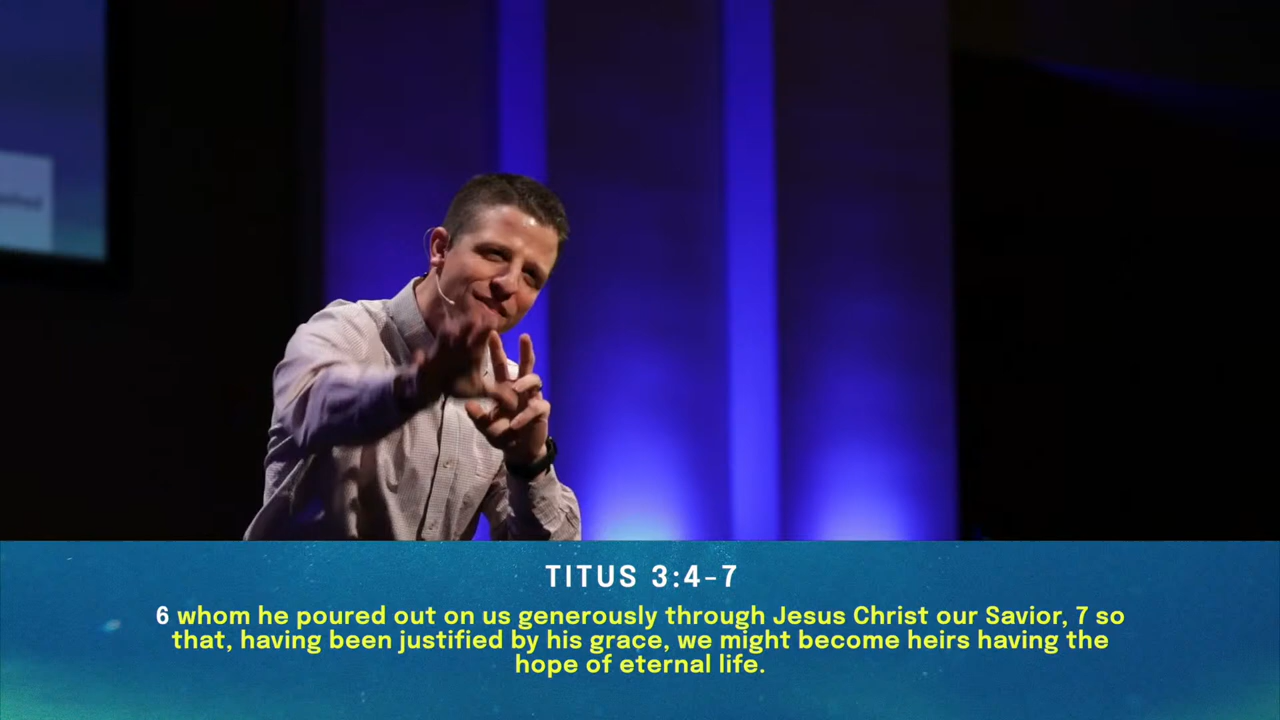 TITUS 3:4-7
6 whom he poured out on us generously through Jesus Christ our Savior, 7 so
that, having been justified by his grace, we might become heirs having the
hope of eternal life.